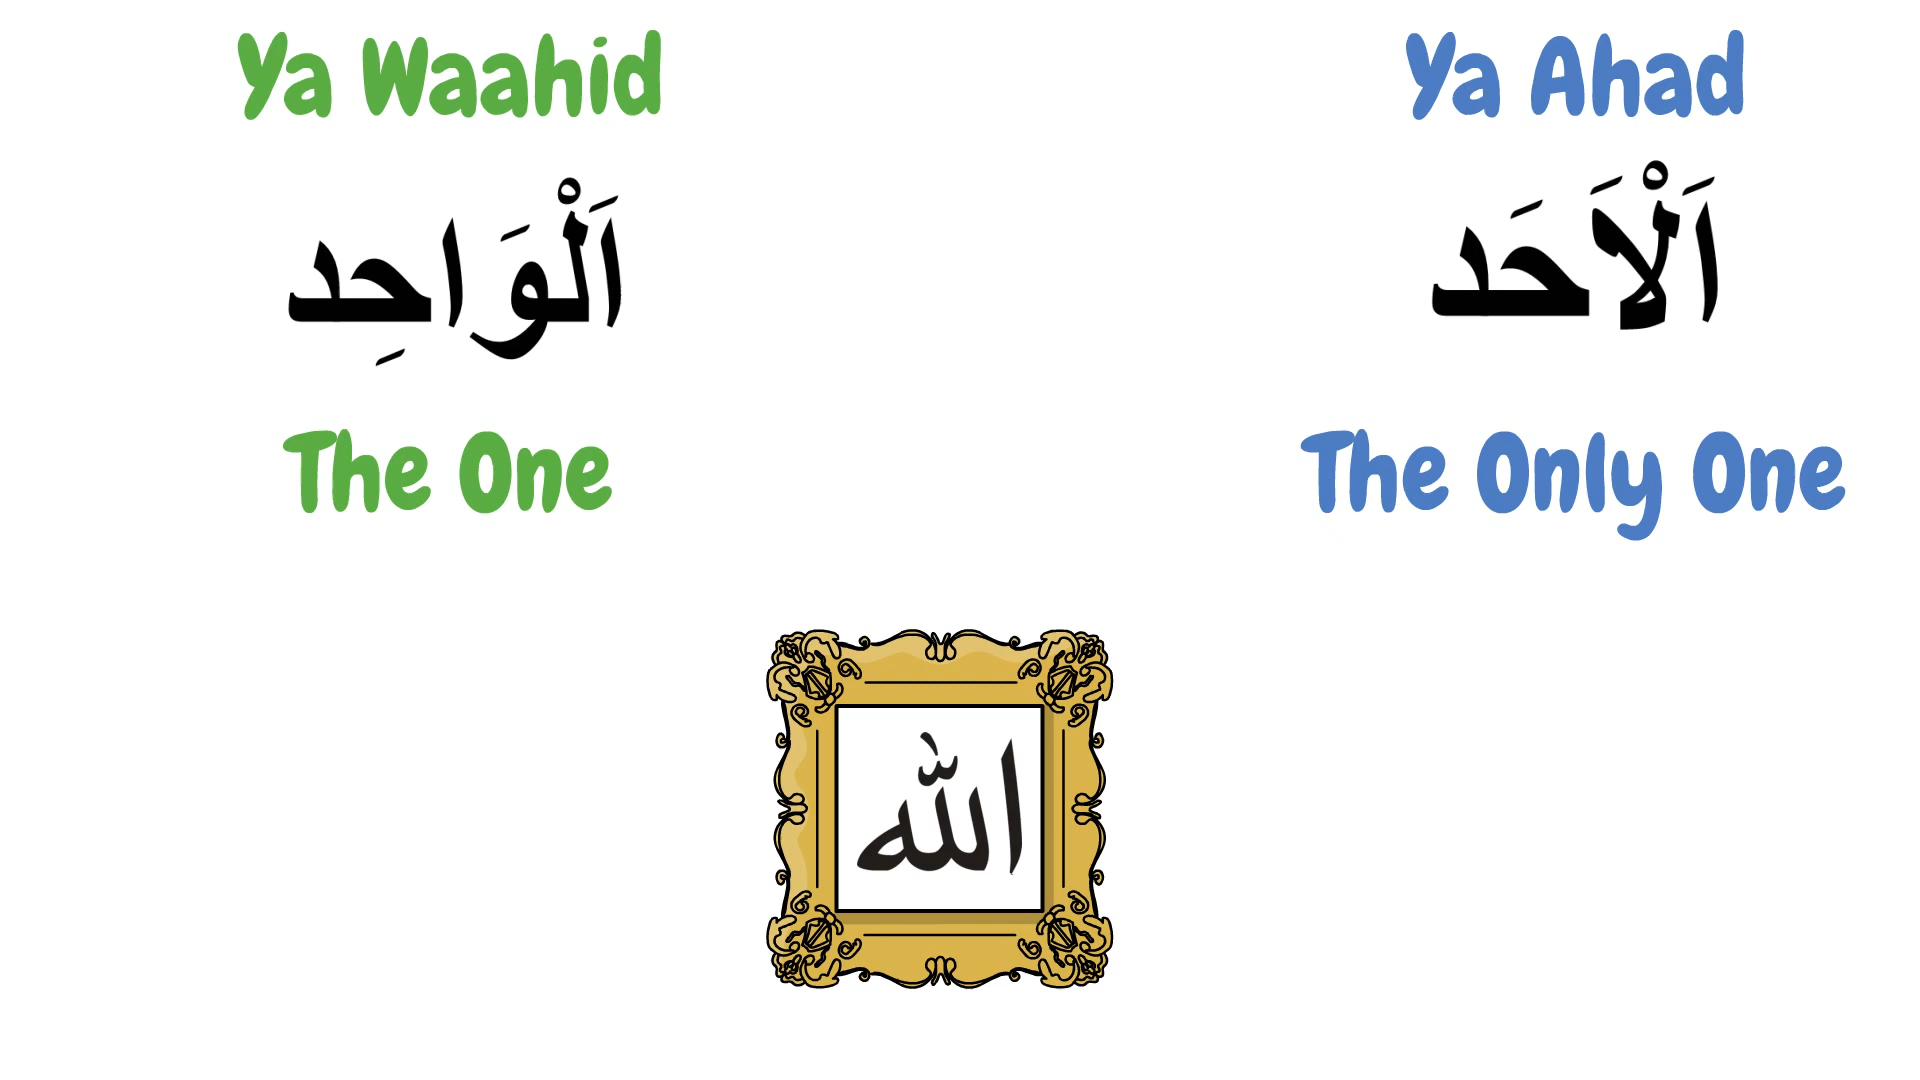 Ya Waahid
اَلْوَاحِد
The One
Ya Ahad
اَلْاَحَد
The Only One
الله